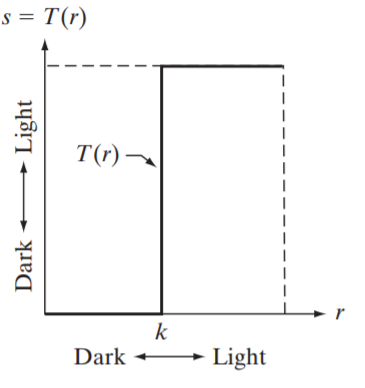 s = T(r)
Dark ⟷ Light
T(r)
r
k
Dark ⟷ Light